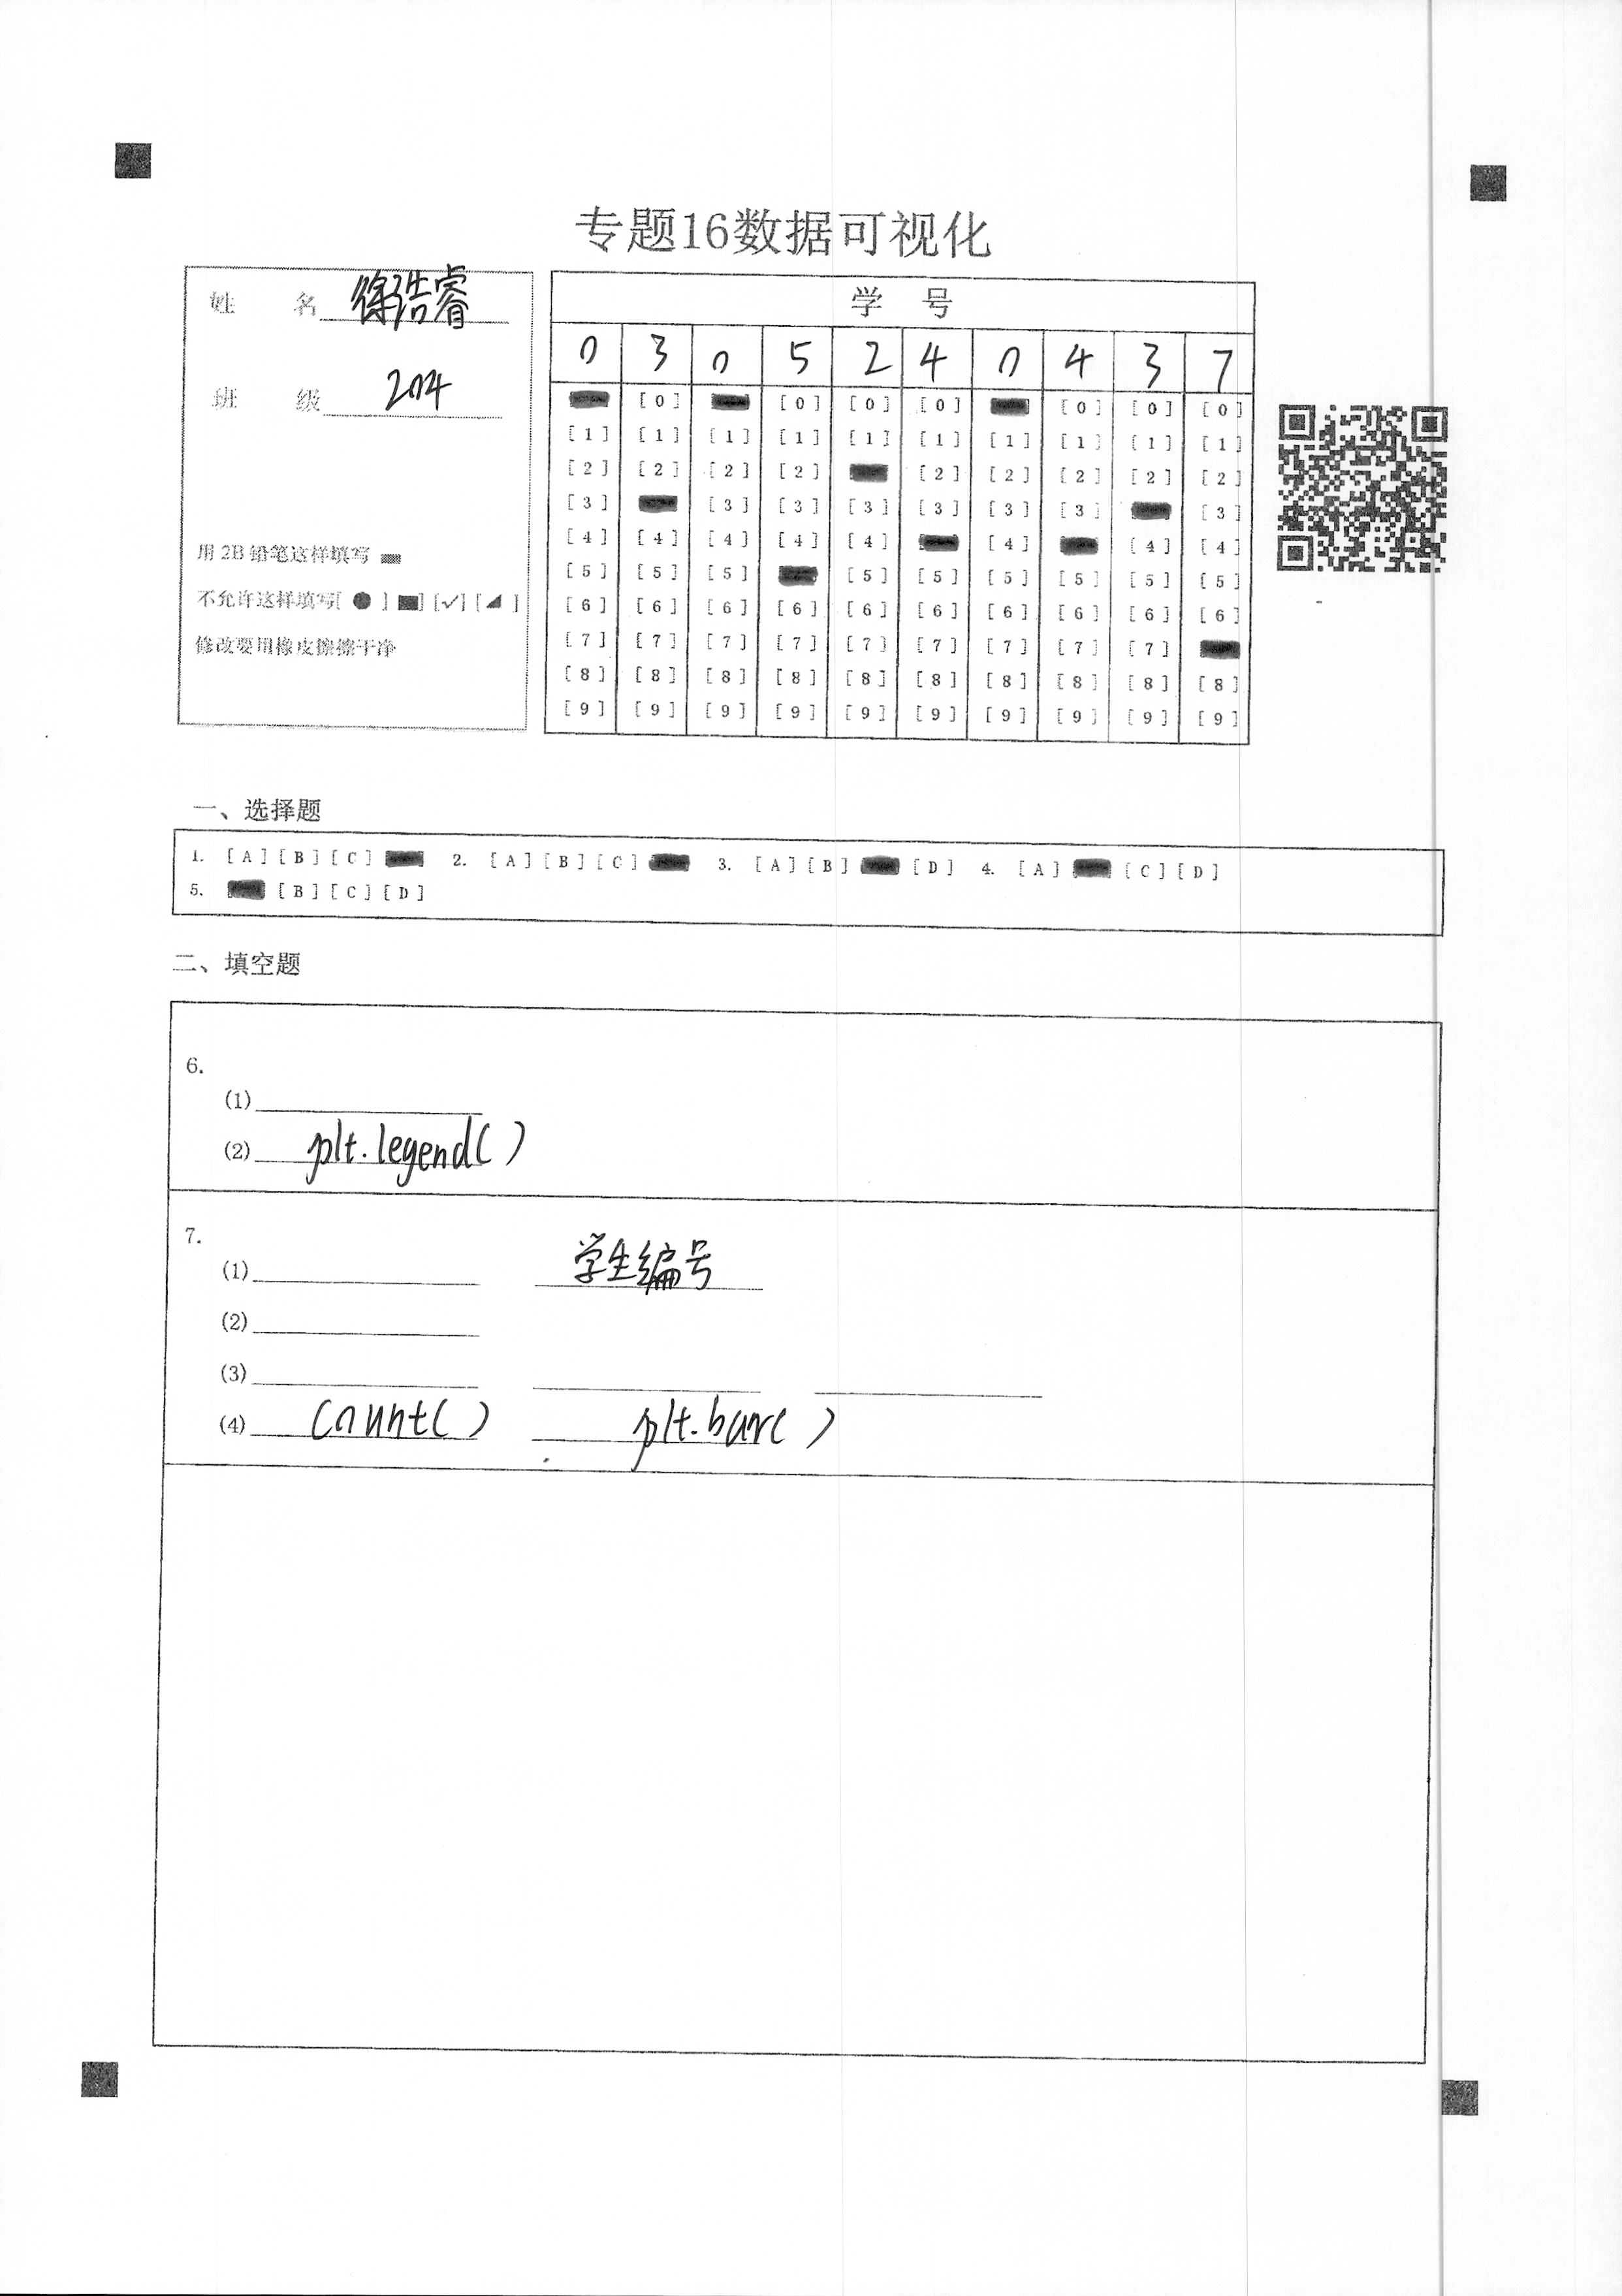 专题16数据可视化
姓 名 徐浩睿
班 级 204
用 2B 铅笔这样填写
不允许这样填写[ ● ] ■] [✓] [◢ ]
修改要用橡皮擦擦干净
学 号
0 3 0 5 2 4 0 4 3 7
[0] [0] [0] [0] [0] [0] [0]
[1] [1] [1] [1] [1] [1] [1] [1] [1] [1]
[2] [2] [2] [2] [2] [2] [2] [2] [2]
[3] [3] [3] [3] [3] [3] [3] [3]
[4] [4] [4] [4] [4] [4] [4] [4]
[5] [5] [5] [5] [5] [5] [5] [5] [5]
[6] [6] [6] [6] [6] [6] [6] [6] [6] [6]
[7] [7] [7] [7] [7] [7] [7] [7] [7]
[8] [8] [8] [8] [8] [8] [8] [8] [8] [8]
[9] [9] [9] [9] [9] [9] [9] [9] [9] [9]
一、选择题
1. [A] [B] [C] 2. [A] [B] [C] 3. [A] [B] [D] 4. [A] [C] [D]
5. [B] [C] [D]
二、填空题
6.
(1)
(2) plt.legend()
7.
(1) 学生编号
(2)
(3)
(4) count() plt.bar()